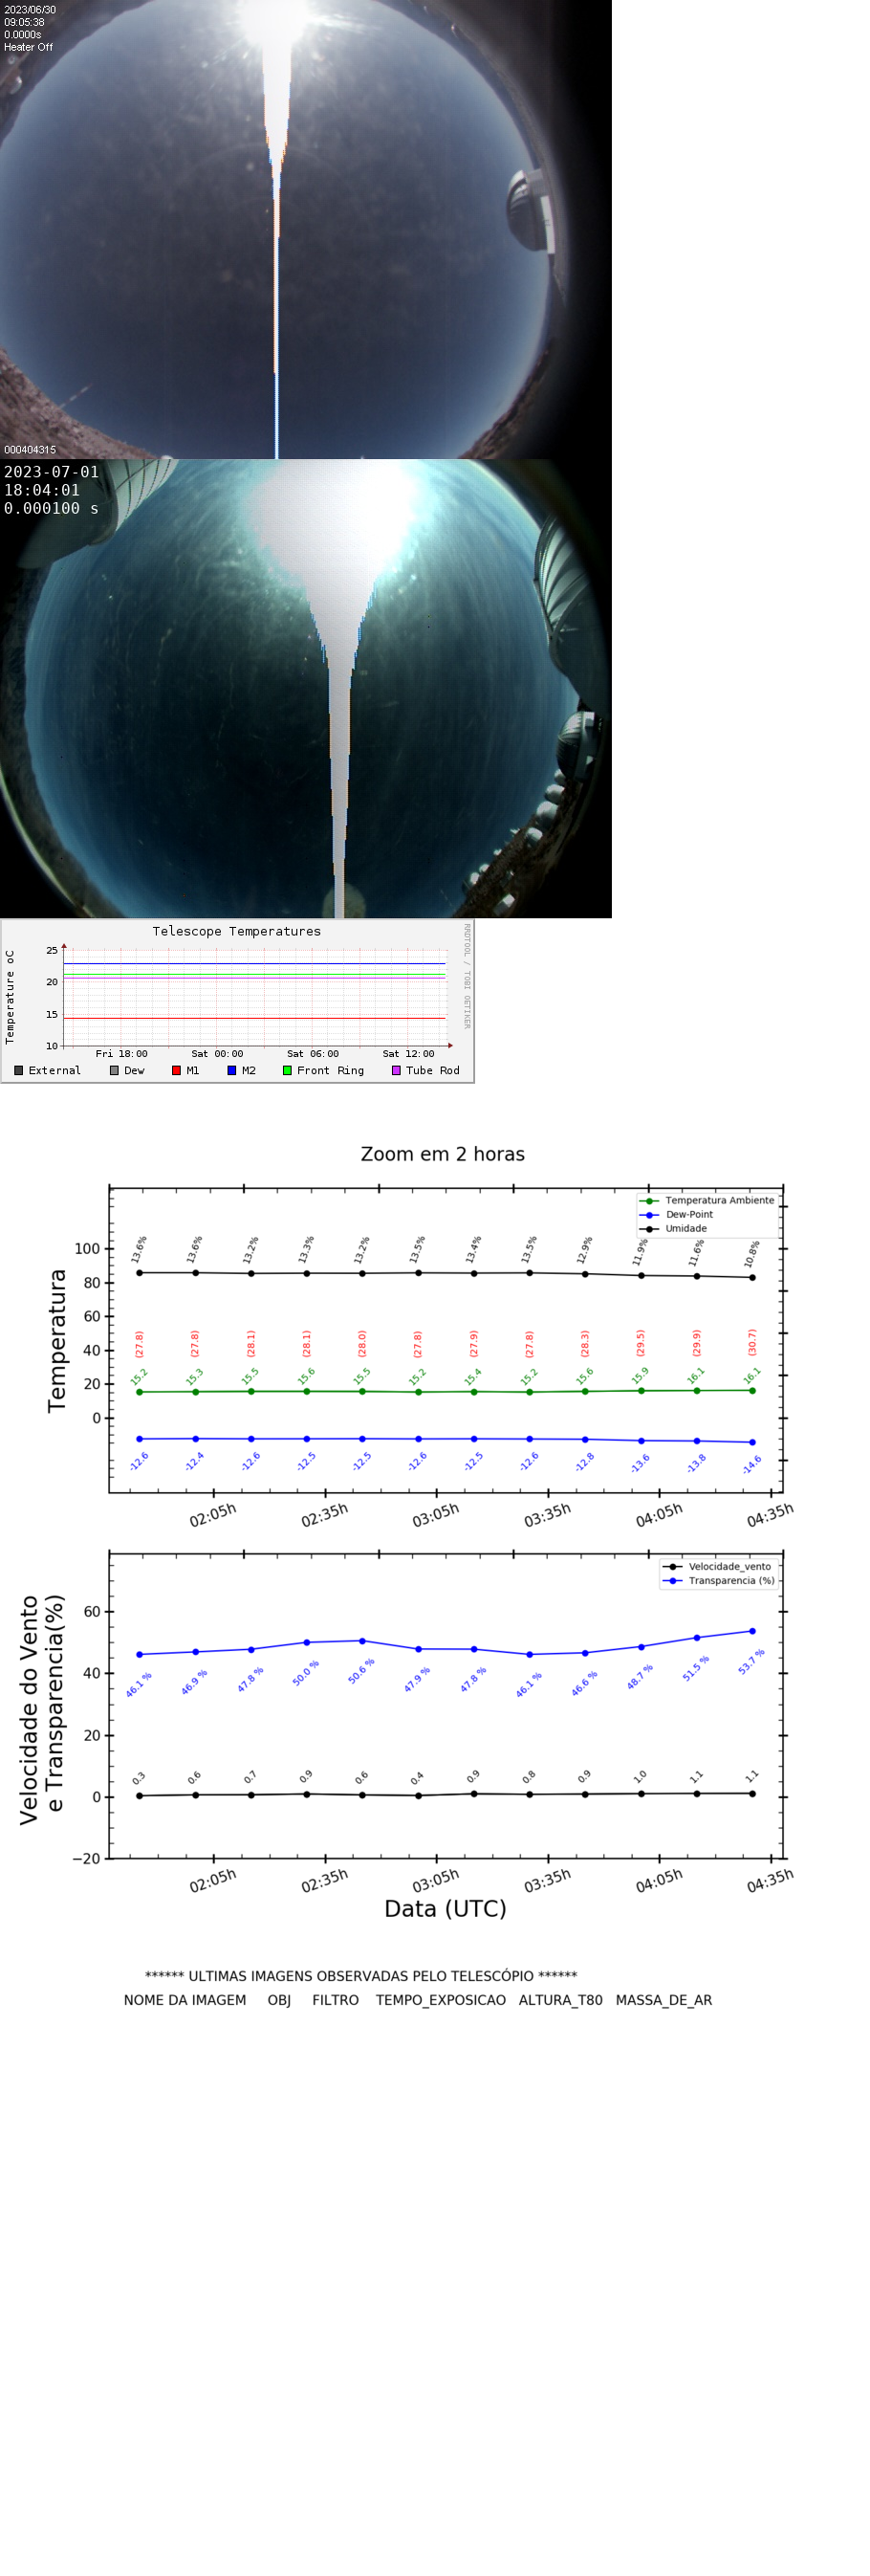 2023/06/30
09:05:38
0.0000s
Heater Off
000404315
2023-07-01
18:04:01
0.000100 s
Telescope Temperatures
RRDTOOL / TOBI OETIKER
Temperature oC
25
20
15
10
Fri 18:00 Sat 00:00 Sat 06:00 Sat 12:00
External Dew M1 M2 Front Ring Tube Rod
Zoom em 2 horas
Temperatura Ambiente
Dew-Point
Umidade
Temperatura
100
80
60
40
20
0
13.6% 13.6% 13.2% 13.3% 13.2% 13.5% 13.4% 13.5% 12.9% 11.9% 11.6% 10.8%
(27.8) (27.8) (28.1) (28.1) (28.0) (27.8) (27.9) (27.8) (28.3) (29.5) (29.9) (30.7)
15.2 15.3 15.5 15.6 15.5 15.2 15.4 15.2 15.6 15.9 16.1 16.1
-12.6 -12.4 -12.6 -12.5 -12.5 -12.6 -12.5 -12.6 -12.8 -13.6 -13.8 -14.6
02:05h 02:35h 03:05h 03:35h 04:05h 04:35h
Velocidade_vento
Transparencia (%)
Velocidade do Vento
e Transparencia(%)
60
40
20
0
−20
46.1 % 46.9 % 47.8 % 50.0 % 50.6 % 47.9 % 47.8 % 46.1 % 46.6 % 48.7 % 51.5 % 53.7 %
0.3 0.6 0.7 0.9 0.6 0.4 0.9 0.8 0.9 1.0 1.1 1.1
02:05h 02:35h 03:05h 03:35h 04:05h 04:35h
Data (UTC)
****** ULTIMAS IMAGENS OBSERVADAS PELO TELESCÓPIO ******
NOME DA IMAGEM OBJ FILTRO TEMPO_EXPOSICAO ALTURA_T80 MASSA_DE_AR